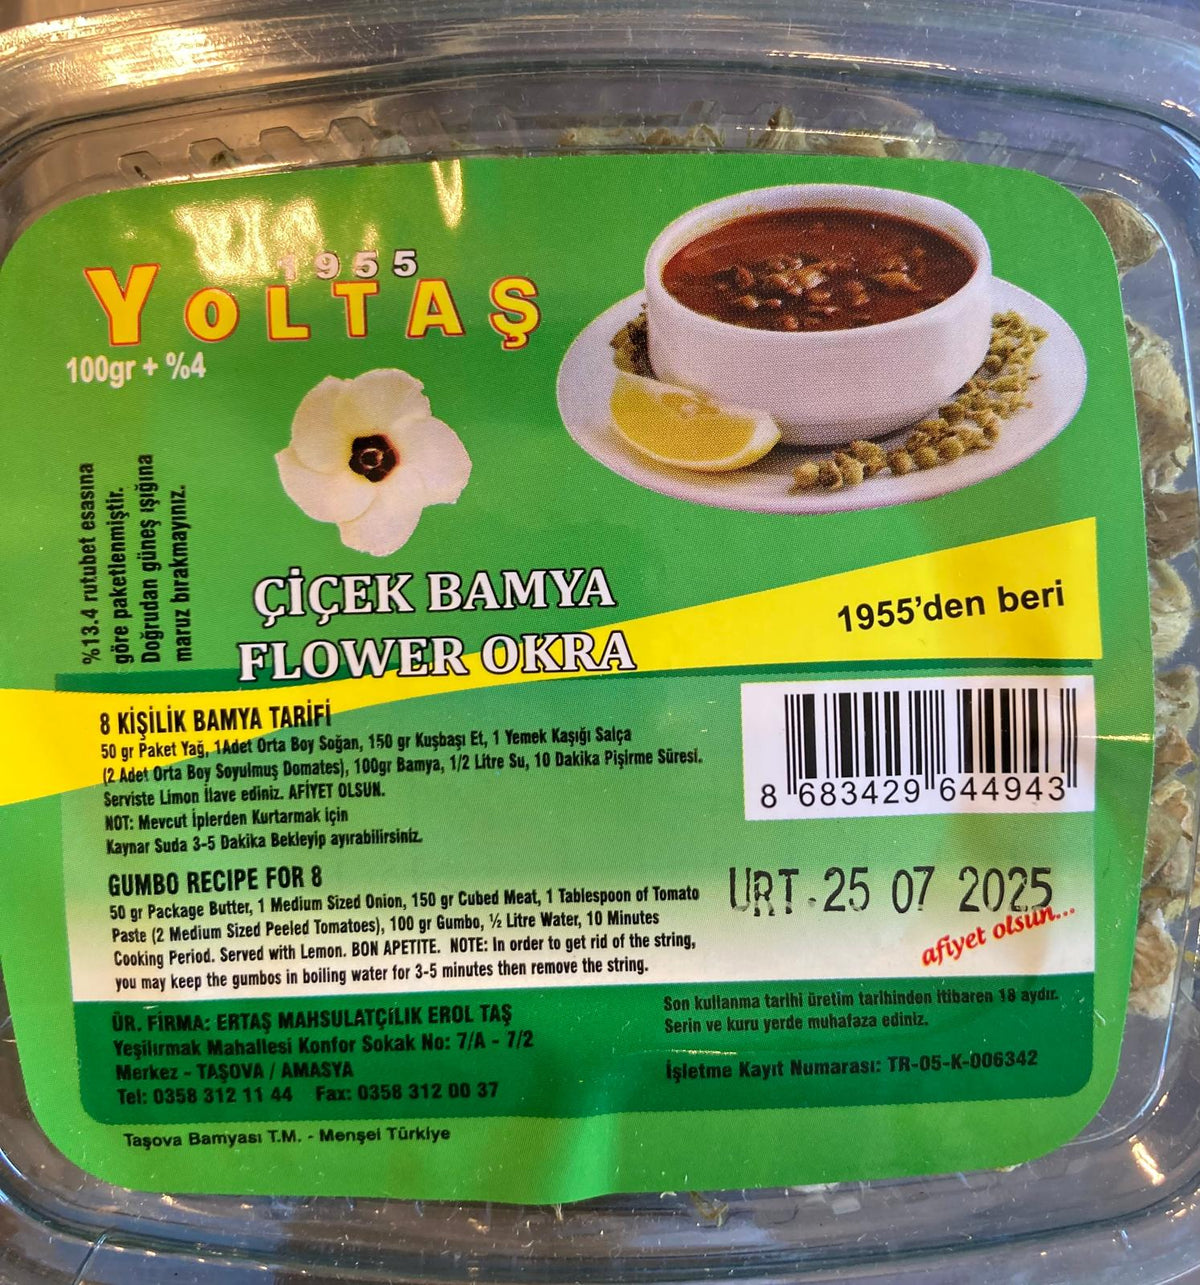 1955
YOLTAŞ
100gr + %4
%13.4 rutubet esasına
göre paketlenmiştir.
Doğrudan güneş ışığına
maruz bırakmayınız.
ÇİÇEK BAMYA
FLOWER OKRA
1955'den beri
8 KİŞİLİK BAMYA TARİFİ
50 gr Paket Yağ, 1Adet Orta Boy Soğan, 150 gr Kuşbaşı Et, 1 Yemek Kaşığı Salça
(2 Adet Orta Boy Soyulmuş Domates), 100gr Bamya, 1/2 Litre Su, 10 Dakika Pişirme Süresi.
Serviste Limon İlave ediniz. AFİYET OLSUN.
NOT: Mevcut İplerden Kurtarmak için
Kaynar Suda 3-5 Dakika Bekleyip ayırabilirsiniz.
8 683429 644943
GUMBO RECIPE FOR 8
50 gr Package Butter, 1 Medium Sized Onion, 150 gr Cubed Meat, 1 Tablespoon of Tomato
Paste (2 Medium Sized Peeled Tomatoes), 100 gr Gumbo, ½ Litre Water, 10 Minutes
Cooking Period. Served with Lemon. BON APETITE. NOTE: In order to get rid of the string,
you may keep the gumbos in boiling water for 3-5 minutes then remove the string.
URT.25 07 2025
afiyet olsun...
ÜR. FİRMA: ERTAŞ MAHSULATÇILIK EROL TAŞ
Yeşilırmak Mahallesi Konfor Sokak No: 7/A - 7/2
Merkez - TAŞOVA / AMASYA
Tel: 0358 312 11 44 Fax: 0358 312 00 37
Son kullanma tarihi üretim tarihinden itibaren 18 aydır.
Serin ve kuru yerde muhafaza ediniz.
İşletme Kayıt Numarası: TR-05-K-006342
Taşova Bamyası T.M. - Menşei Türkiye